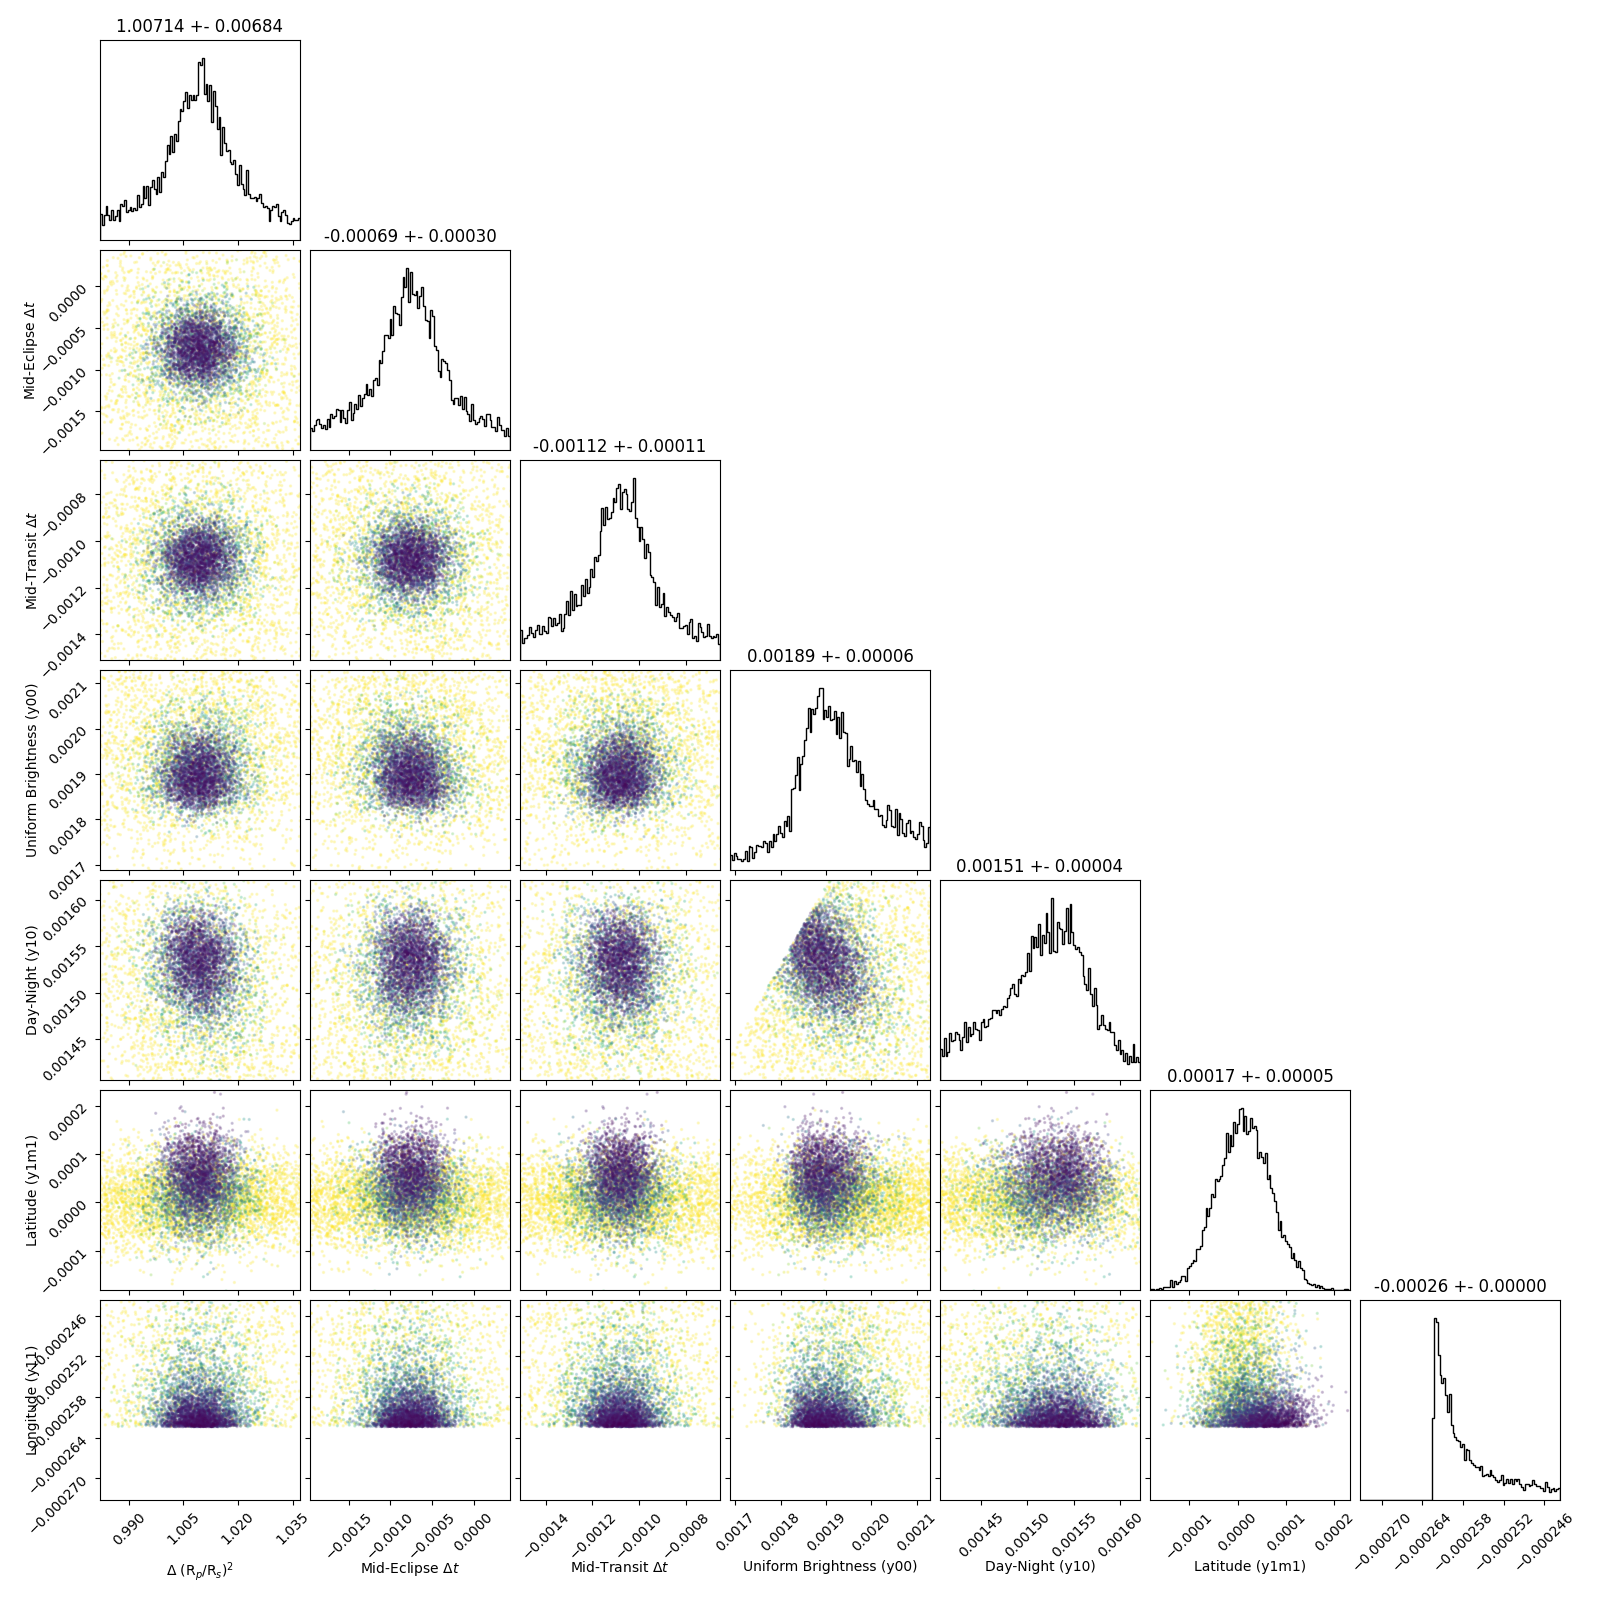 1.00714 +- 0.00684
-0.00069 +- 0.00030
Mid-Eclipse Δt
0.0000
−0.0005
−0.0010
−0.0015
-0.00112 +- 0.00011
Mid-Transit Δt
−0.0008
−0.0010
−0.0012
−0.0014
0.00189 +- 0.00006
Uniform Brightness (y00)
0.0021
0.0020
0.0019
0.0018
0.0017
0.00151 +- 0.00004
Day-Night (y10)
0.00160
0.00155
0.00150
0.00145
0.00017 +- 0.00005
Latitude (y1m1)
0.0002
0.0001
0.0000
−0.0001
-0.00026 +- 0.00000
Longitude (y11)
−0.000246
−0.000252
−0.000258
−0.000264
−0.000270
0.990 1.005 1.020 1.035 −0.0015 −0.0010 −0.0005 0.0000 −0.0014 −0.0012 −0.0010 −0.0008 0.0017 0.0018 0.0019 0.0020 0.0021 0.00145 0.00150 0.00155 0.00160 −0.0001 0.0000 0.0001 0.0002 −0.000270 −0.000264 −0.000258 −0.000252 −0.000246
Δ (Rp/Rs)2 Mid-Eclipse Δt Mid-Transit Δt Uniform Brightness (y00) Day-Night (y10) Latitude (y1m1)